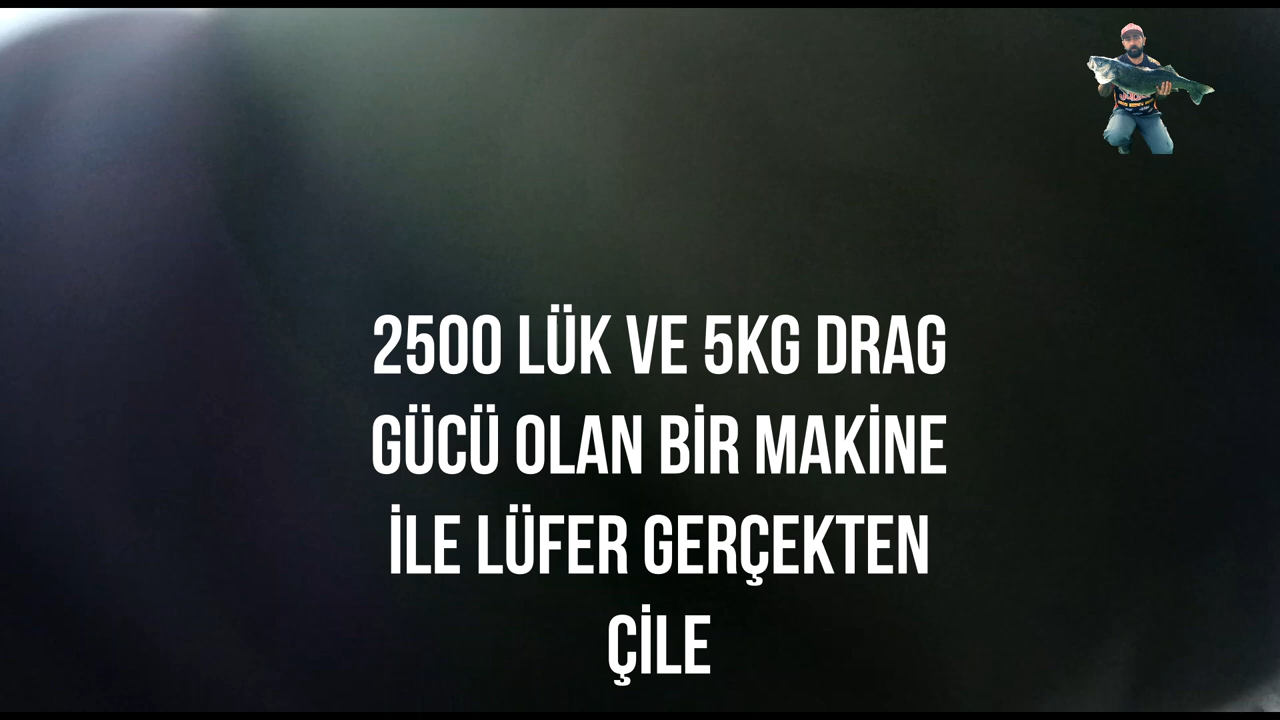 2500 LÜK VE 5KG DRAG
GÜCÜ OLAN BİR MAKİNE
İLE LÜFER GERÇEKTEN
ÇİLE